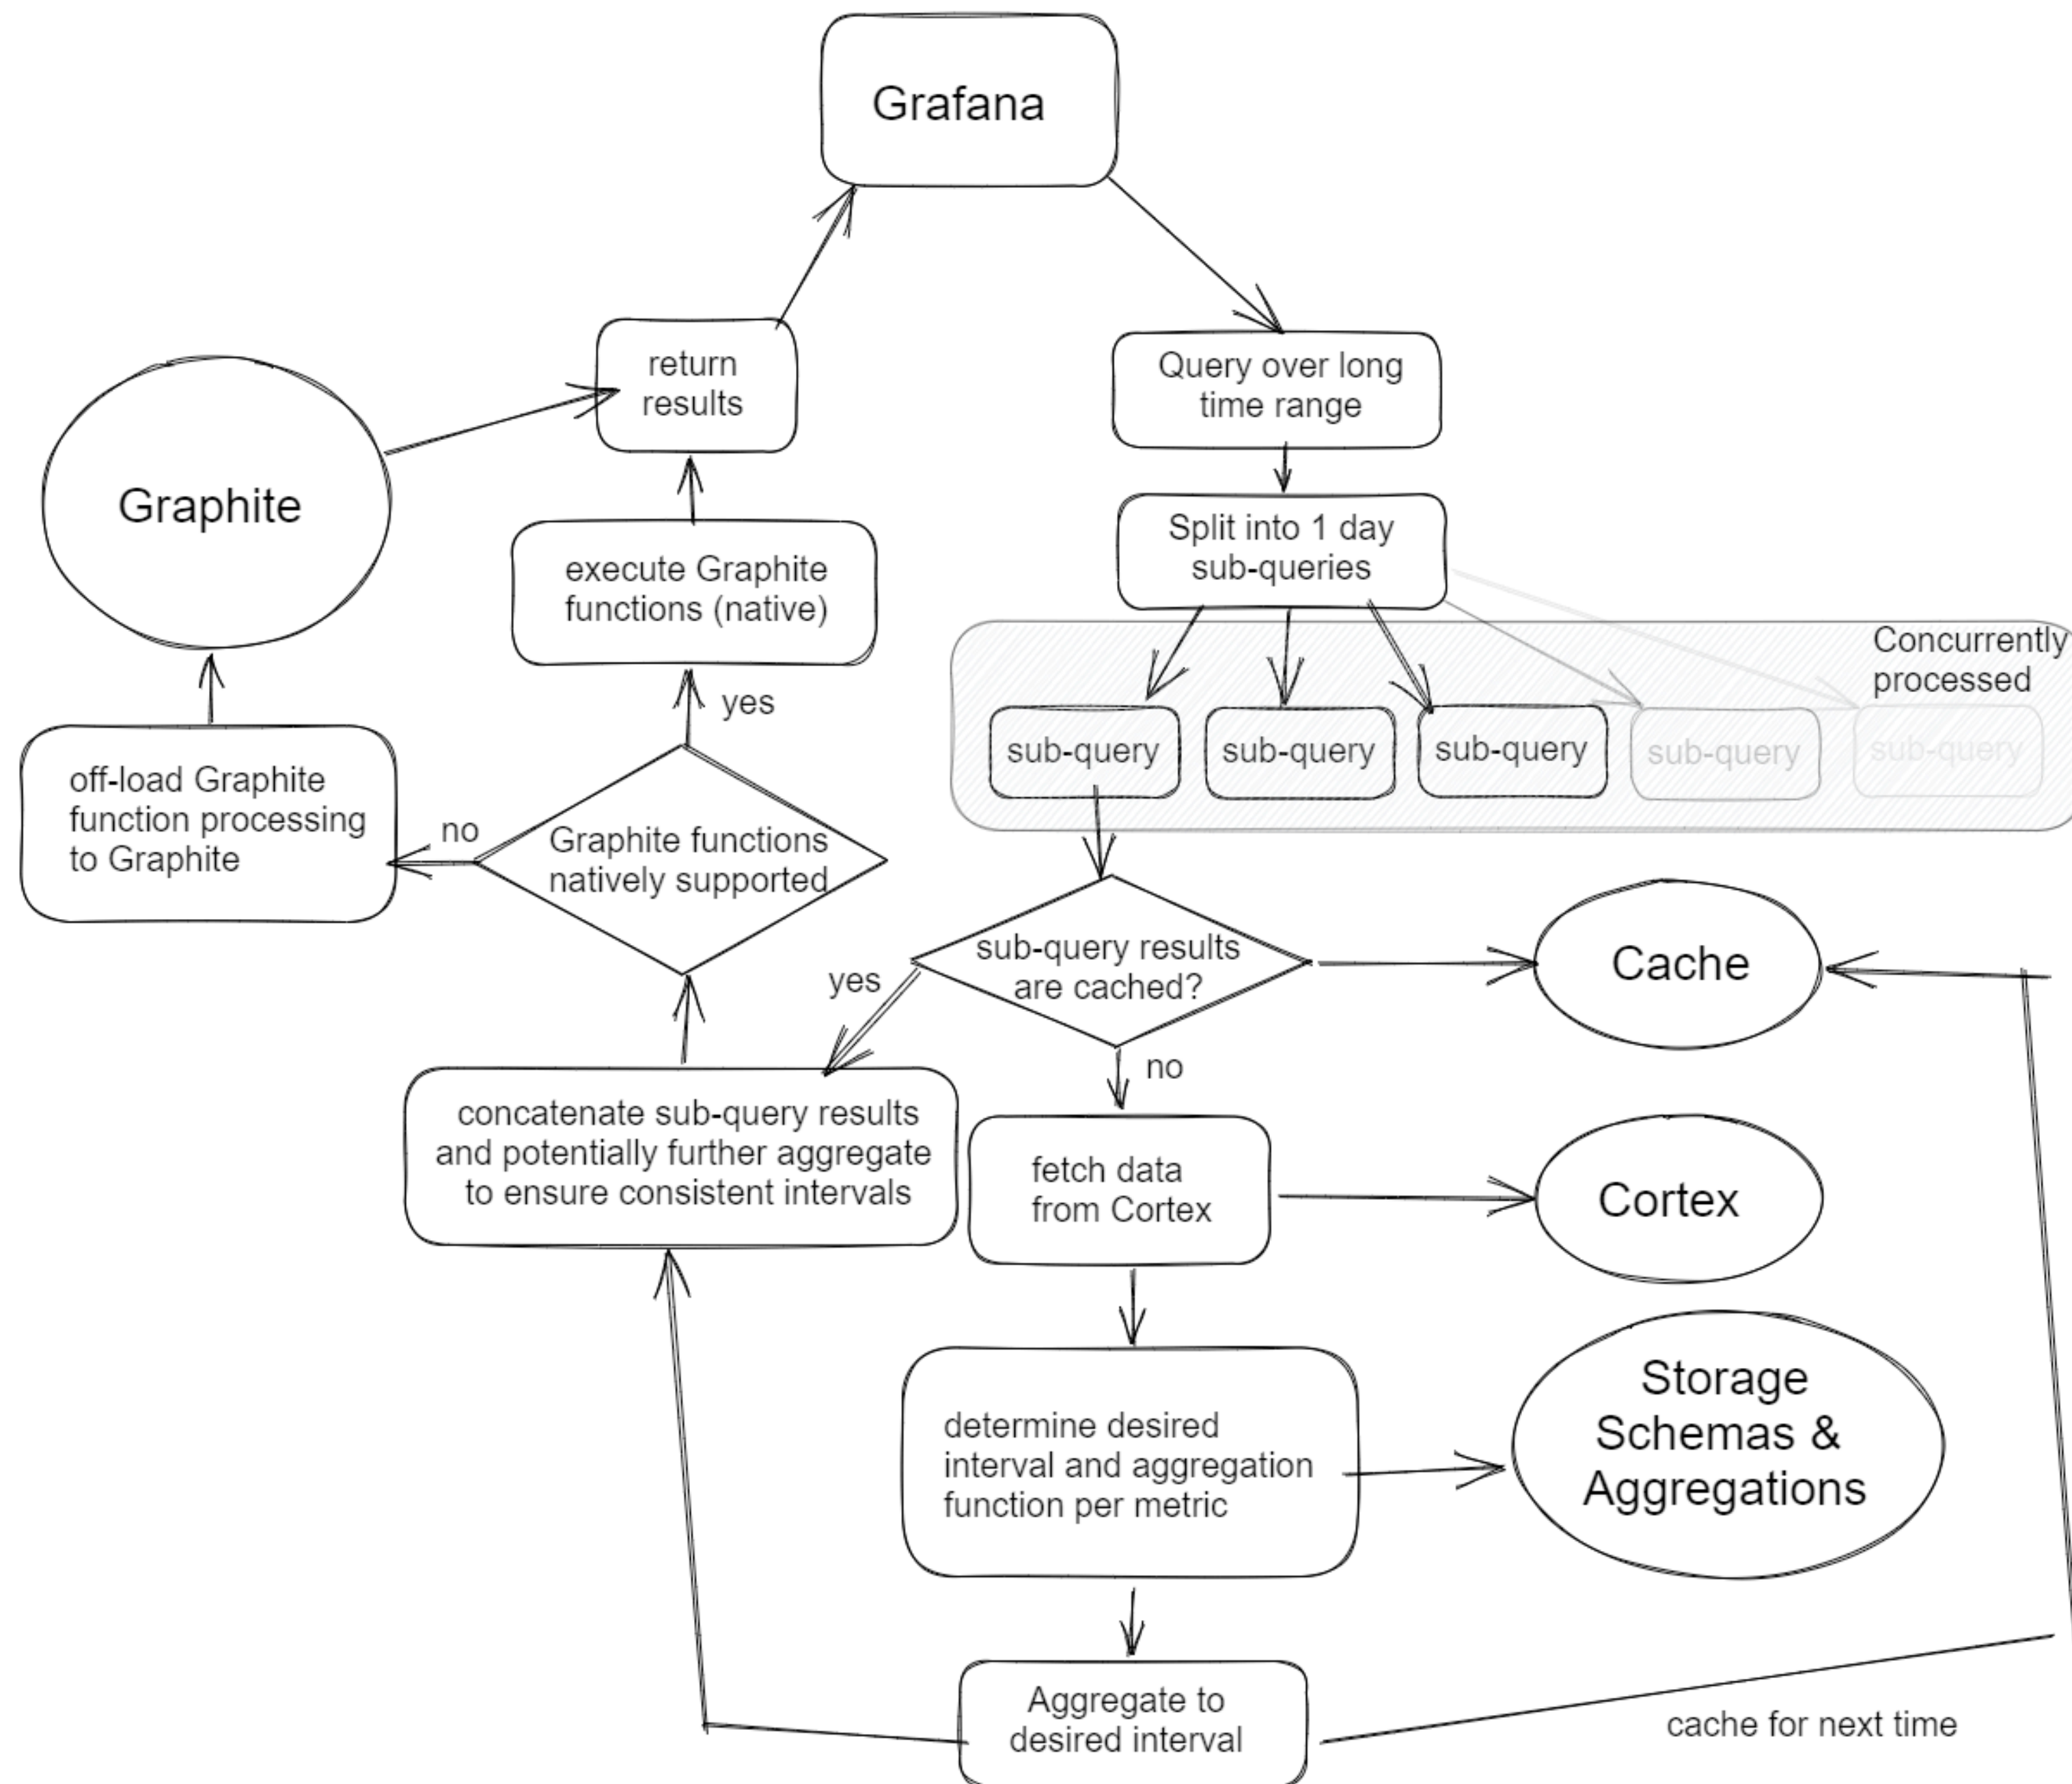 Grafana
return
results
Query over long
time range
Graphite
execute Graphite
functions (native)
Split into 1 day
sub-queries
Concurrently
processed
yes
sub-query
sub-query
sub-query
sub-query
sub-query
off-load Graphite
function processing
to Graphite
no
Graphite functions
natively supported
sub-query results
are cached?
Cache
yes
no
concatenate sub-query results
and potentially further aggregate
to ensure consistent intervals
fetch data
from Cortex
Cortex
determine desired
interval and aggregation
function per metric
Storage
Schemas &
Aggregations
Aggregate to
desired interval
cache for next time